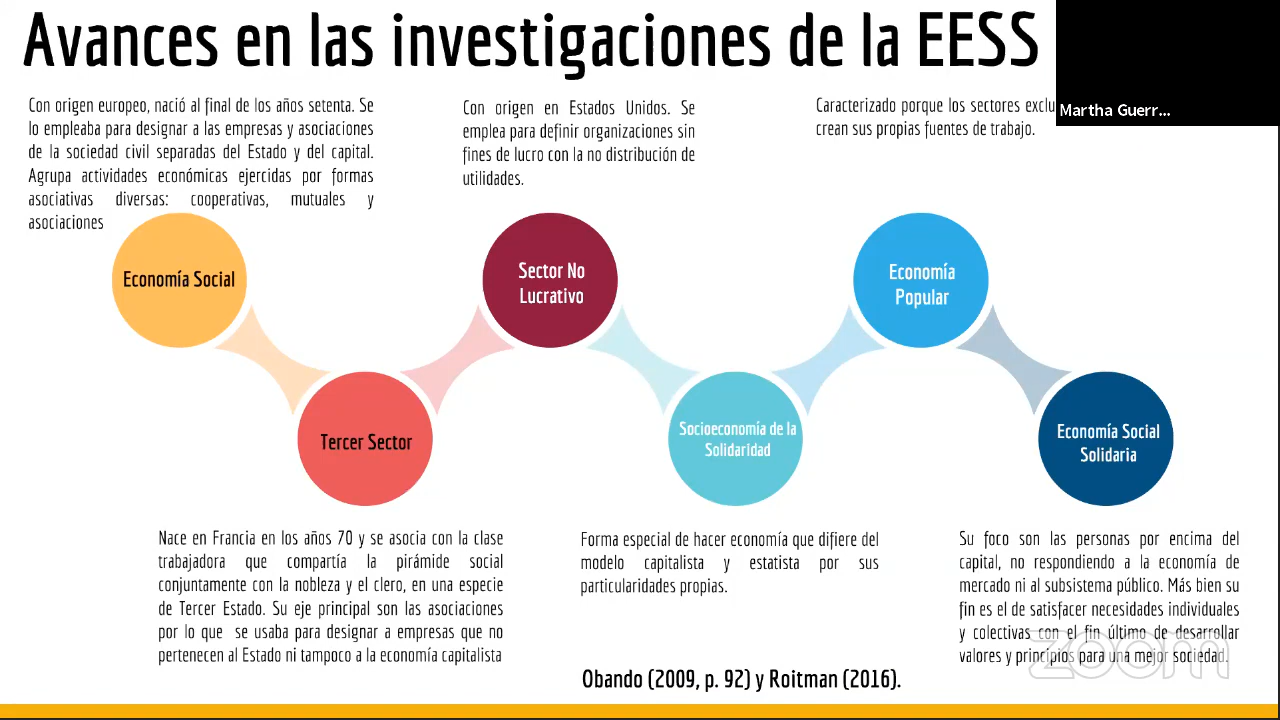 Avances en las investigaciones de la EESS
Martha Guerr...
Con origen europeo, nació al final de los años setenta. Se
lo empleaba para designar a las empresas y asociaciones
de la sociedad civil separadas del Estado y del capital.
Agrupa actividades económicas ejercidas por formas
asociativas diversas: cooperativas, mutuales y
asociaciones
Con origen en Estados Unidos. Se
emplea para definir organizaciones sin
fines de lucro con la no distribución de
utilidades.
Caracterizado porque los sectores
crean sus propias fuentes de trabajo.
Economía Social
Sector No
Lucrativo
Economía
Popular
Tercer Sector
Socioeconomía de la
Solidaridad
Economía Social
Solidaria
Nace en Francia en los años 70 y se asocia con la clase
trabajadora que compartía la pirámide social
conjuntamente con la nobleza y el clero, en una especie
de Tercer Estado. Su eje principal son las asociaciones
por lo que se usaba para designar a empresas que no
pertenecen al Estado ni tampoco a la economía capitalista
Forma especial de hacer economía que difiere del
modelo capitalista y estatista por sus
particularidades propias.
Su foco son las personas por encima del
capital, no respondiendo a la economía de
mercado ni al subsistema público. Más bien su
fin es el de satisfacer necesidades individuales
y colectivas con el fin último de desarrollar
valores y principios para una mejor sociedad.
zoom
Obando (2009, p. 92) y Roitman (2016).